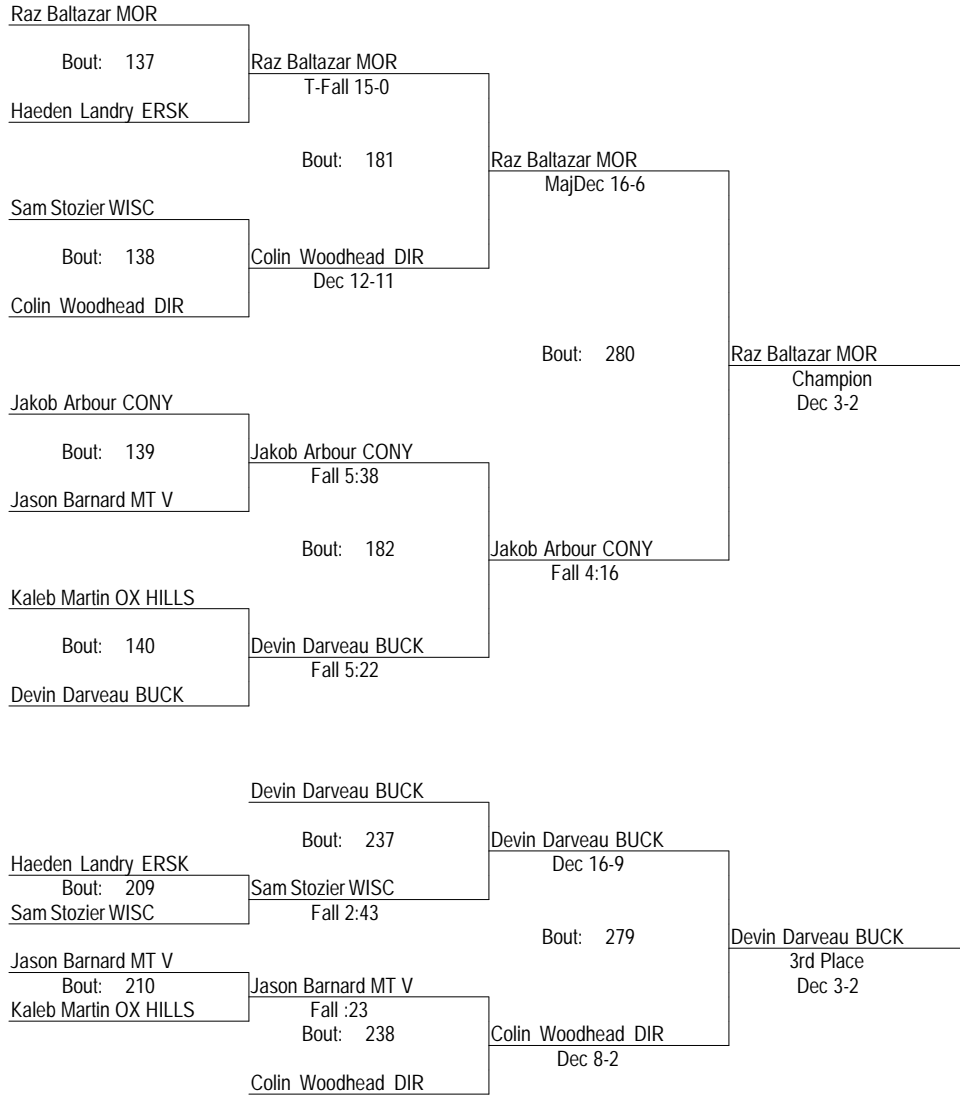 Raz Baltazar MOR
Bout: 137
Raz Baltazar MOR
T-Fall 15-0
Haeden Landry ERSK
Bout: 181
Raz Baltazar MOR
MajDec 16-6
Sam Stozier WISC
Bout: 138
Colin Woodhead DIR
Dec 12-11
Colin Woodhead DIR
Bout: 280
Raz Baltazar MOR
Champion
Dec 3-2
Jakob Arbour CONY
Bout: 139
Jakob Arbour CONY
Fall 5:38
Jason Barnard MT V
Bout: 182
Jakob Arbour CONY
Fall 4:16
Kaleb Martin OX HILLS
Bout: 140
Devin Darveau BUCK
Fall 5:22
Devin Darveau BUCK
Devin Darveau BUCK
Bout: 237
Devin Darveau BUCK
Dec 16-9
Haeden Landry ERSK
Bout: 209
Sam Stozier WISC
Sam Stozier WISC
Fall 2:43
Bout: 279
Devin Darveau BUCK
3rd Place
Dec 3-2
Jason Barnard MT V
Bout: 210
Kaleb Martin OX HILLS
Jason Barnard MT V
Fall :23
Bout: 238
Colin Woodhead DIR
Dec 8-2
Colin Woodhead DIR